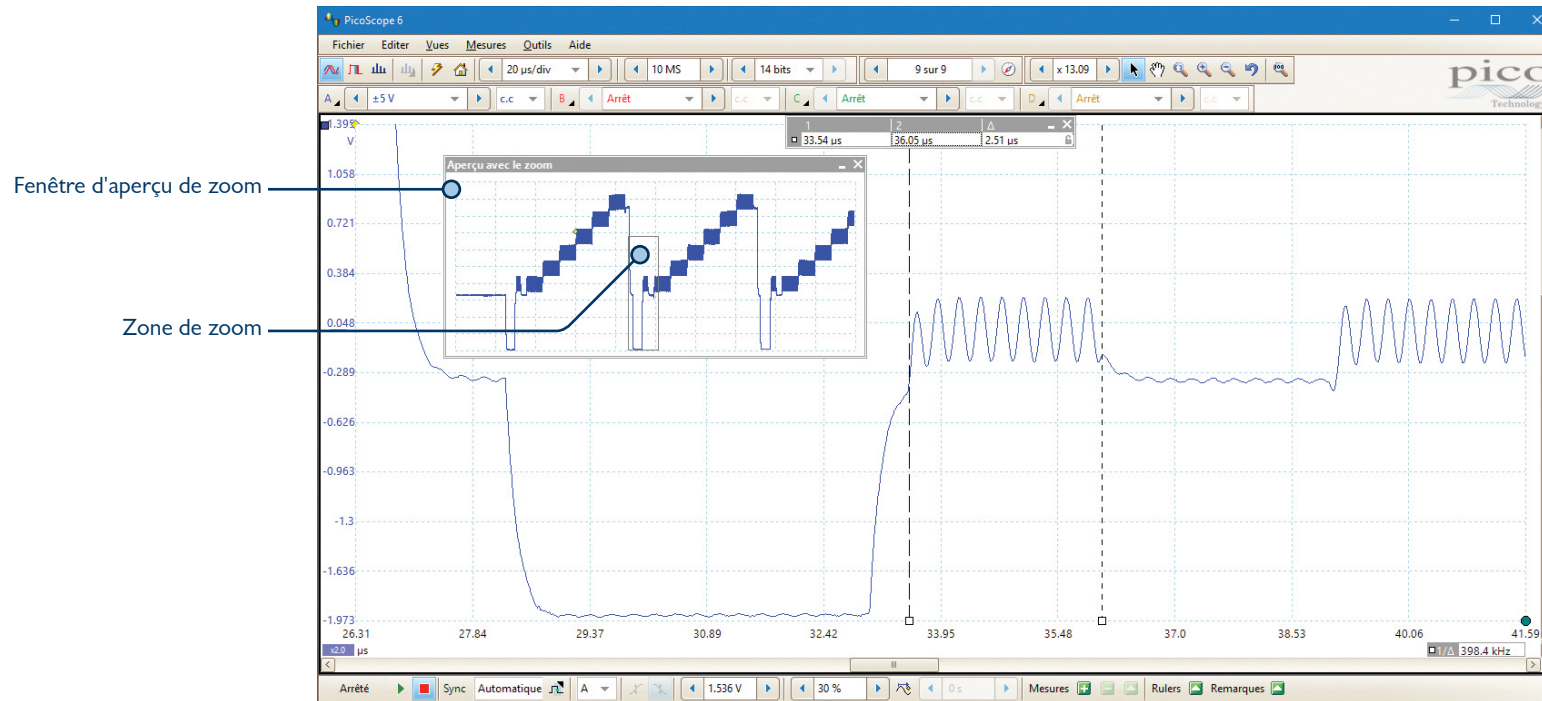 PicoScope 6
Fichier Editer Vues Mesures Outils Aide
20 µs/div 10 MS 14 bits 9 sur 9 x 13.09
pico
Technology
A ±5 V c.c B Arrêt c.c C Arrêt c.c D Arrêt c.c
1 2 Δ
33.54 µs 36.05 µs 2.51 µs
1.395
V
Aperçu avec le zoom
1.058
Fenêtre d'aperçu de zoom
0.721
0.384
Zone de zoom
0.048
-0.289
-0.626
-0.963
-1.3
-1.636
-1.973
26.31 27.84 29.37 30.89 32.42 33.95 35.48 37.0 38.53 40.06 41.59
x2.0 µs
1/Δ 398.4 kHz
Arrété Sync Automatique A 1.536 V 30 % 0 s Mesures Rulers Remarques